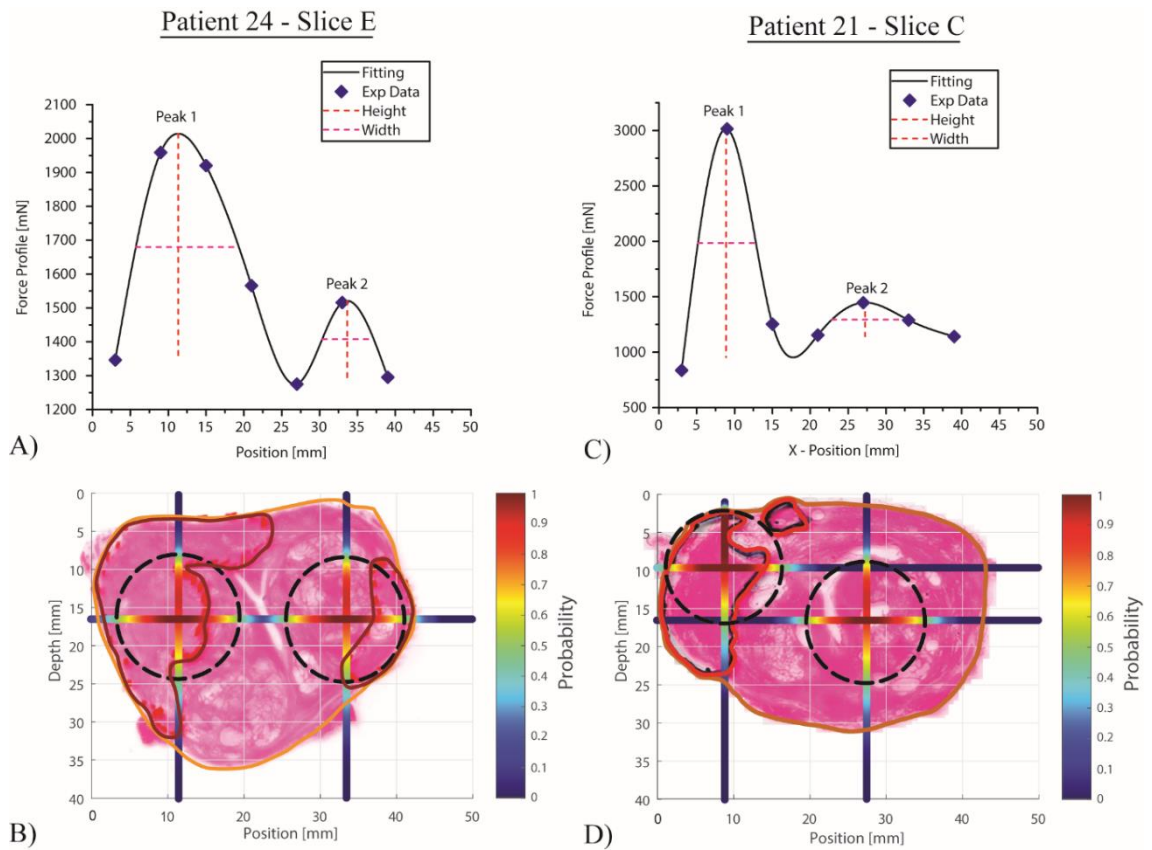 Patient 24 - Slice E
Fitting
Exp Data
Height
Width
Peak 1
Peak 2
Force Profile [mN]
2100
2000
1900
1800
1700
1600
1500
1400
1300
1200
0 5 10 15 20 25 30 35 40 45 50
Position [mm]
A)
Patient 21 - Slice C
Fitting
Exp Data
Height
Width
Peak 1
Peak 2
Force Profile [mN]
3000
2500
2000
1500
1000
500
0 5 10 15 20 25 30 35 40 45 50
X - Position [mm]
C)
Depth [mm]
0
5
10
15
20
25
30
35
40
0 10 20 30 40 50
Position [mm]
1
0.9
0.8
0.7
0.6
0.5
0.4
0.3
0.2
0.1
0
Probability
B)
Depth [mm]
0
5
10
15
20
25
30
35
40
0 10 20 30 40 50
Position [mm]
1
0.9
0.8
0.7
0.6
0.5
0.4
0.3
0.2
0.1
0
Probability
D)